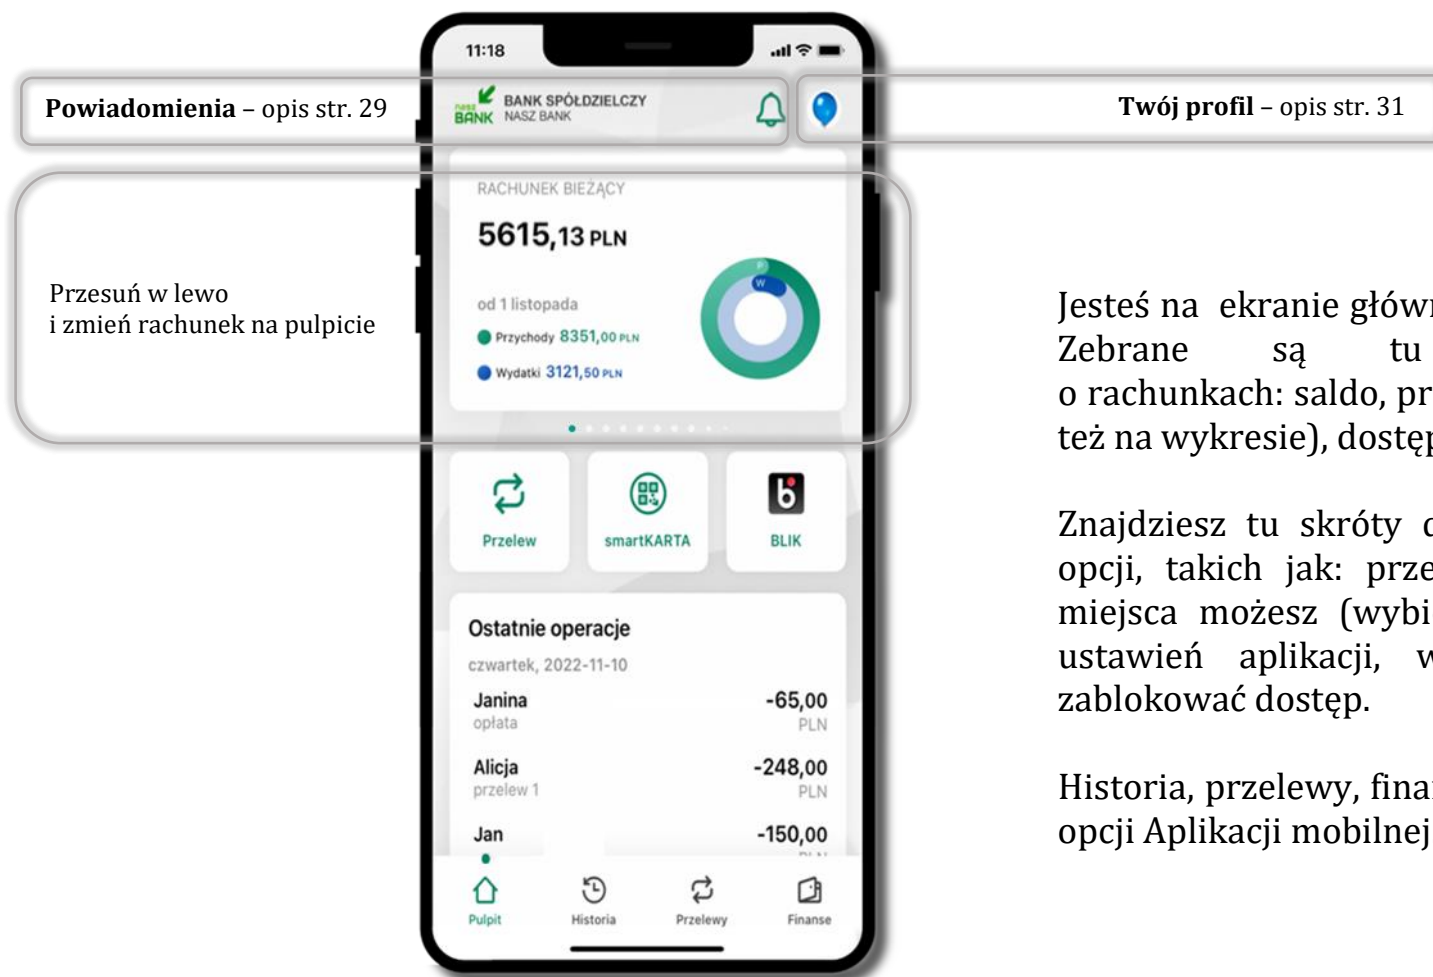 11:18
Powiadomienia – opis str. 29
nasz
BANK
BANK SPÓŁDZIELCZY
NASZ BANK
Twój profil – opis str. 31
RACHUNEK BIEŻĄCY
5615,13 PLN
P
W
od 1 listopada
Przychody 8351,00 PLN
Wydatki 3121,50 PLN
Przesuń w lewo
i zmień rachunek na pulpicie
Przelew
smartKARTA
BLIK
Ostatnie operacje
czwartek, 2022-11-10
Janina -65,00
opłata PLN
Alicja -248,00
przelew 1 PLN
Jan -150,00
Pulpit
Historia
Przelewy
Finanse
Jesteś na ekranie główn
Zebrane są tu
o rachunkach: saldo, pr
też na wykresie), dostęp
Znajdziesz tu skróty
opcji, takich jak: prze
miejsca możesz (wybi
ustawień aplikacji, w
zablokować dostęp.
Historia, przelewy, fina
opcji Aplikacji mobilnej